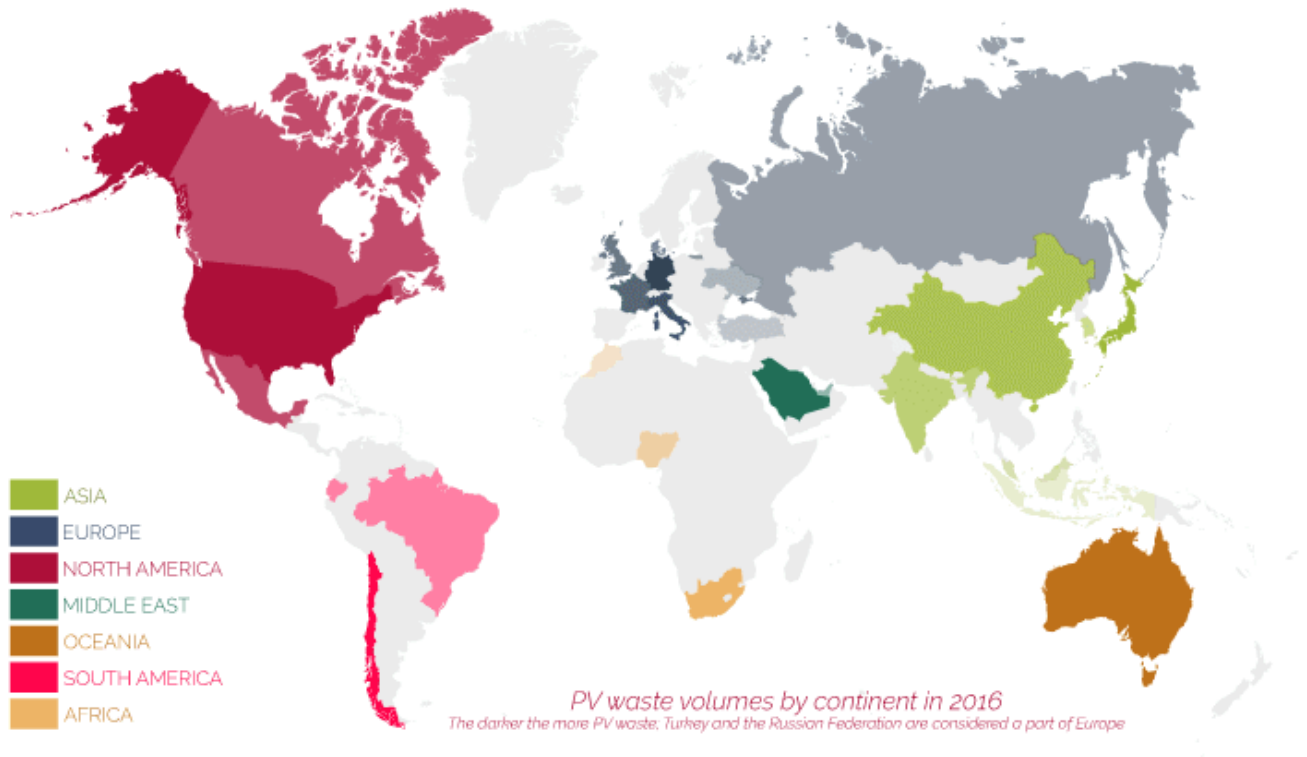 ASIA
EUROPE
NORTH AMERICA
MIDDLE EAST
OCEANIA
SOUTH AMERICA
AFRICA
PV waste volumes by continent in 2016
The darker the more PV waste; Turkey and the Russian Federation are considered a part of Europe